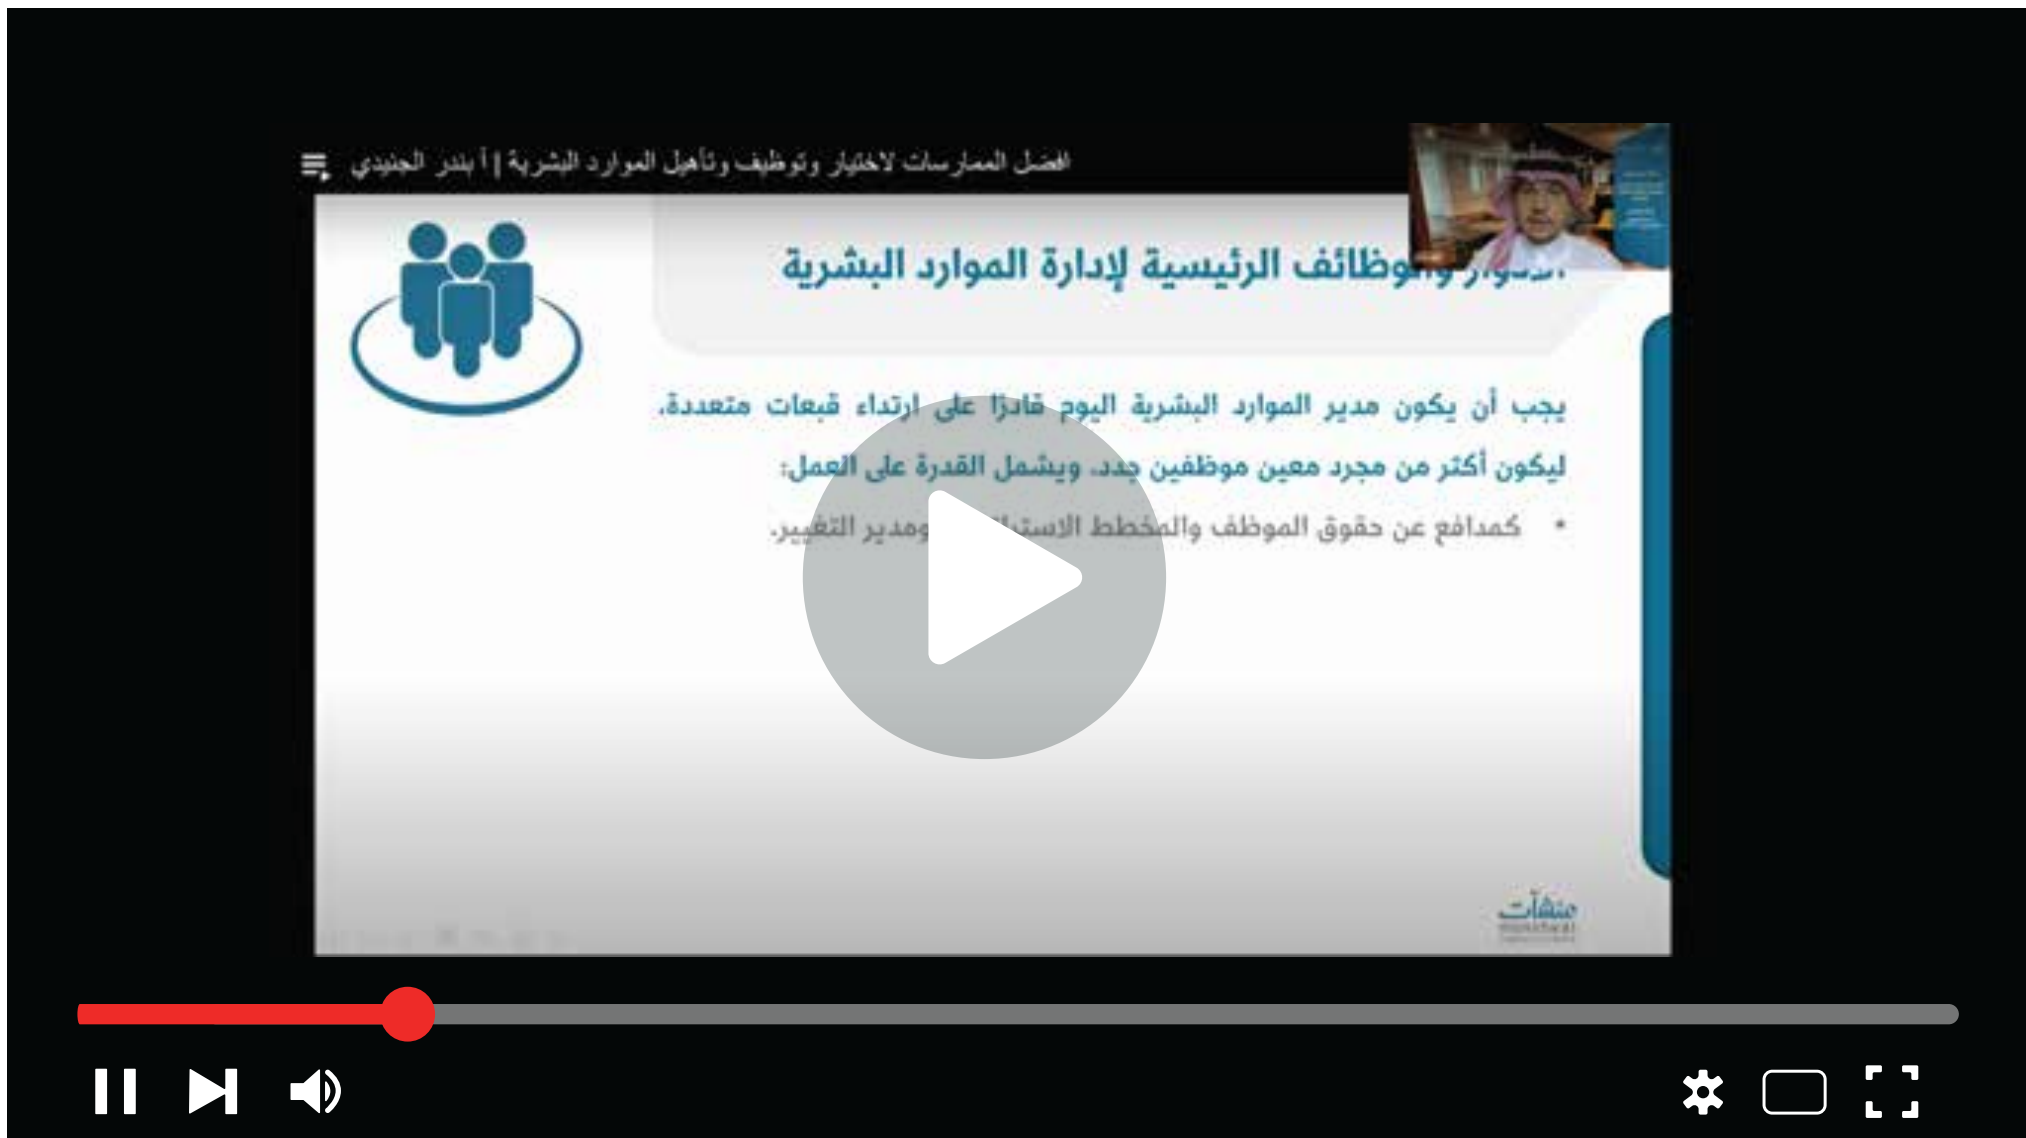 افضل الممارسات لاختيار وتوظيف وتأهيل الموارد البشرية | أ بندر الجنيدي
والوظائف الرئيسية لإدارة الموارد البشرية
يجب أن يكون مدير الموارد البشرية اليوم قادرًا على ارتداء قبعات متعددة،
ليكون أكثر من مجرد معين موظفين جدد، ويشمل القدرة على العمل:
• كمدافع عن حقوق الموظف والمخطط ومدير التغيير.
منشآت